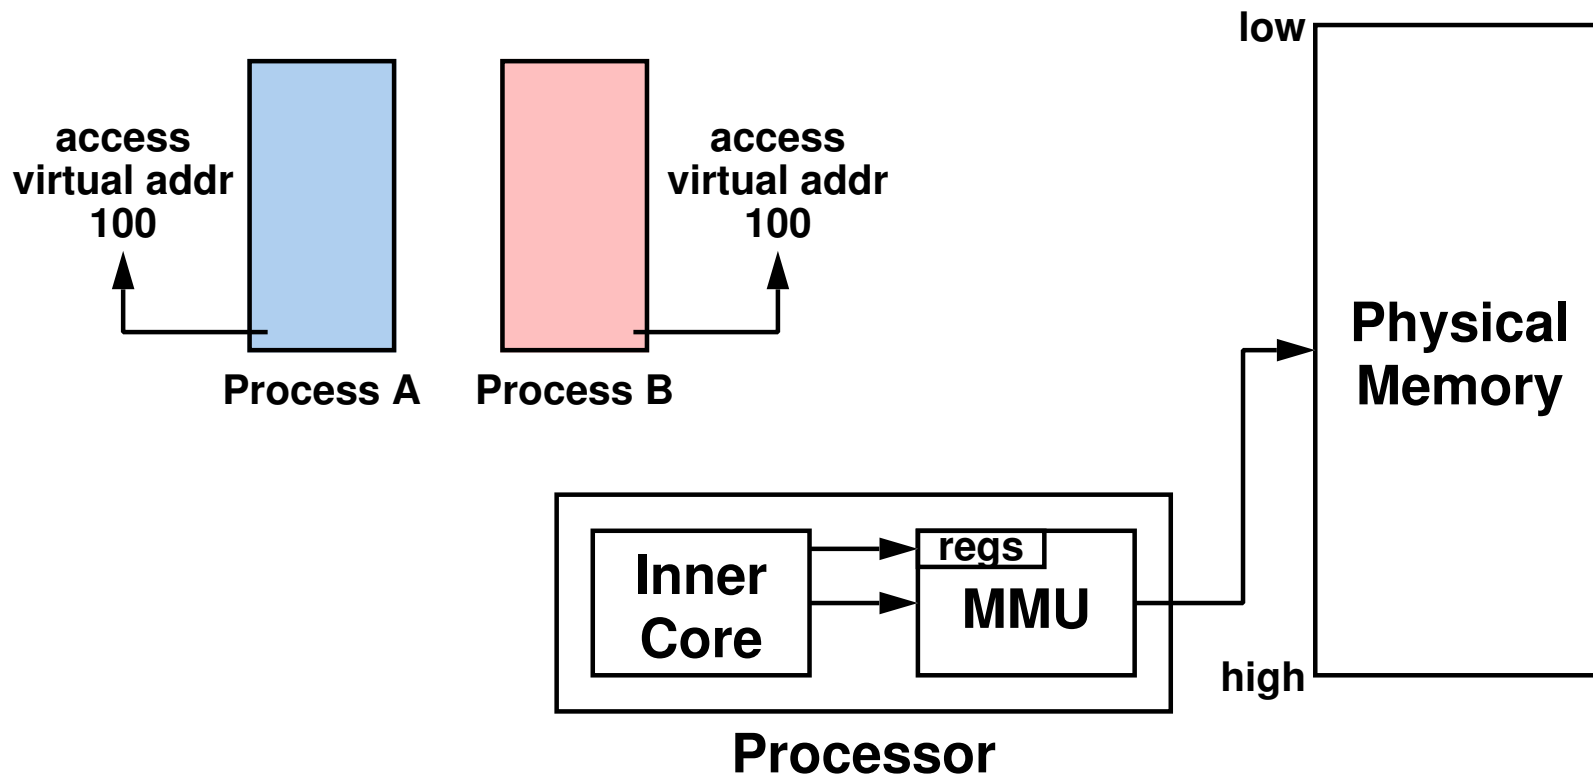 low
access
virtual addr
100
access
virtual addr
100
Process A
Process B
Physical
Memory
Inner
Core
regs
MMU
high
Processor